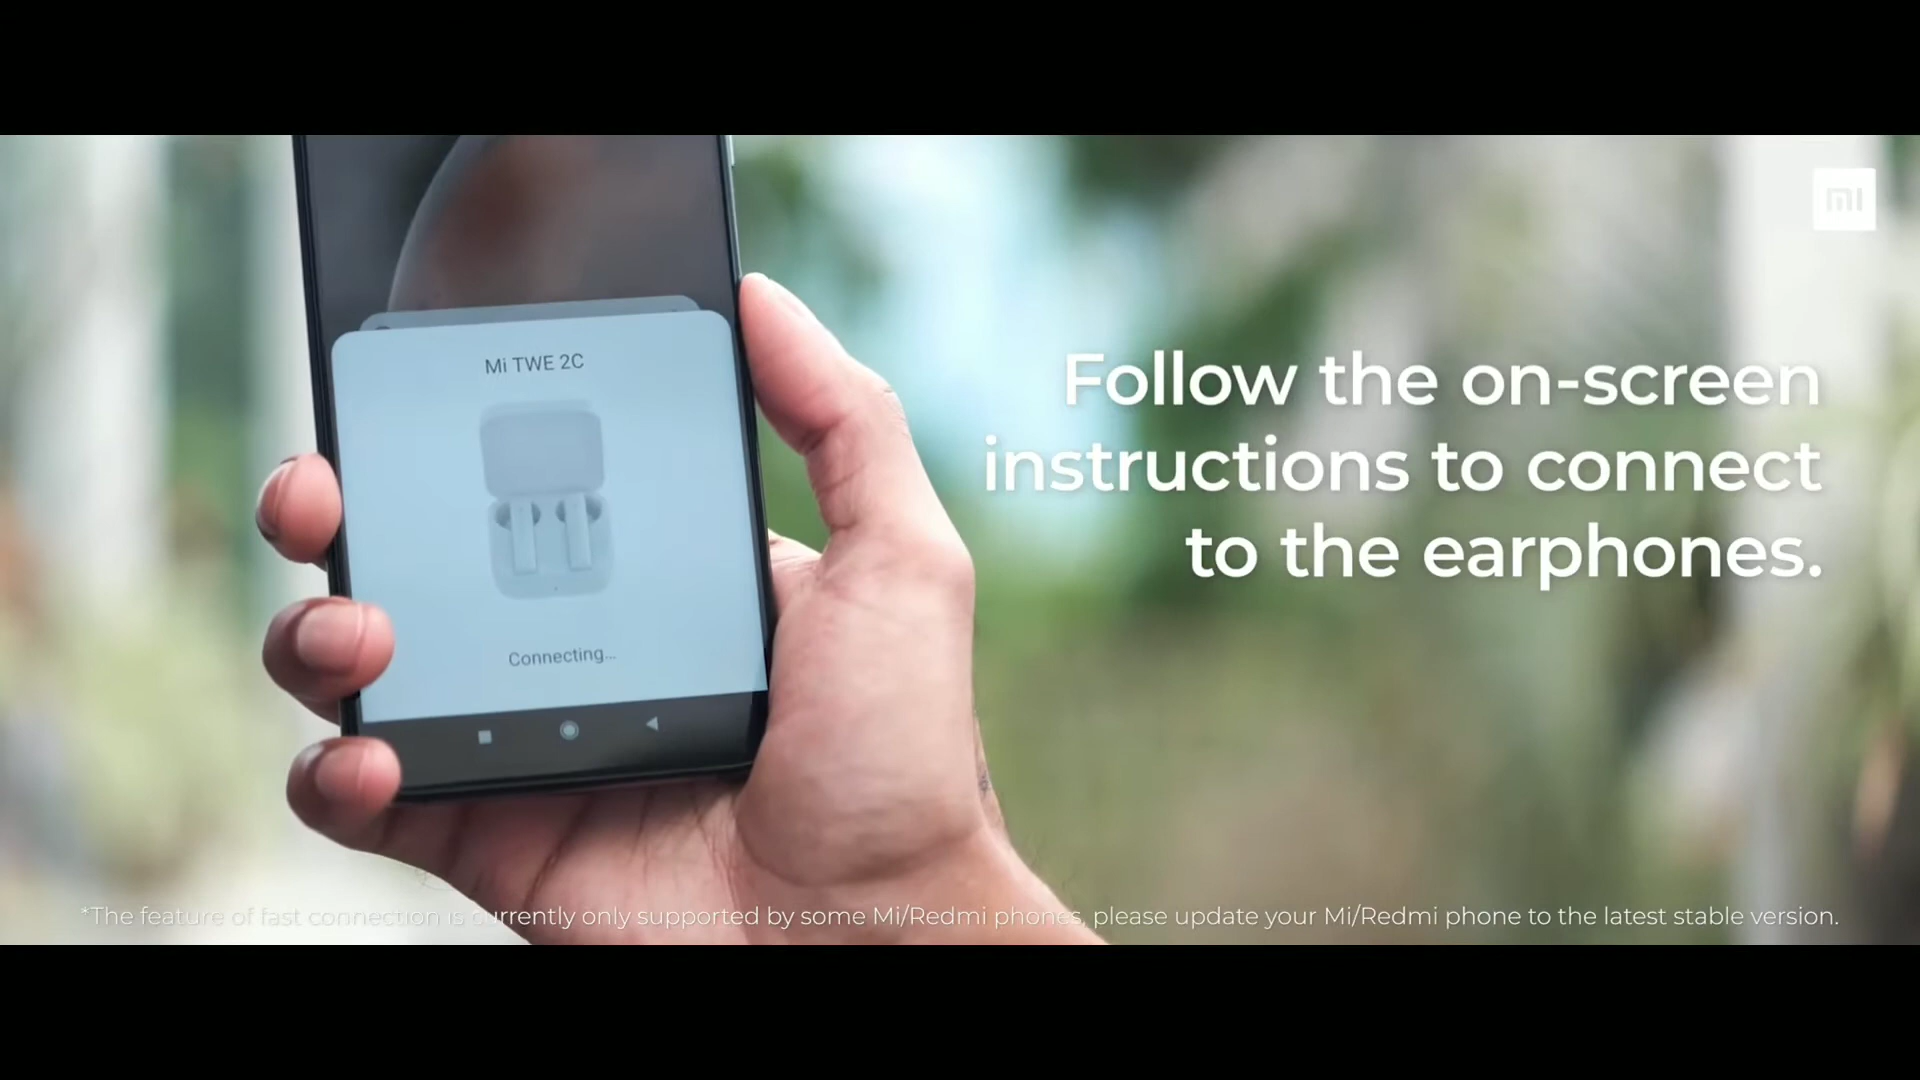 mi
Mi TWE 2C
Follow the on-screen
instructions to connect
to the earphones.
Connecting...
*The feature of fast connection is currently only supported by some Mi/Redmi phones, please update your Mi/Redmi phone to the latest stable version.